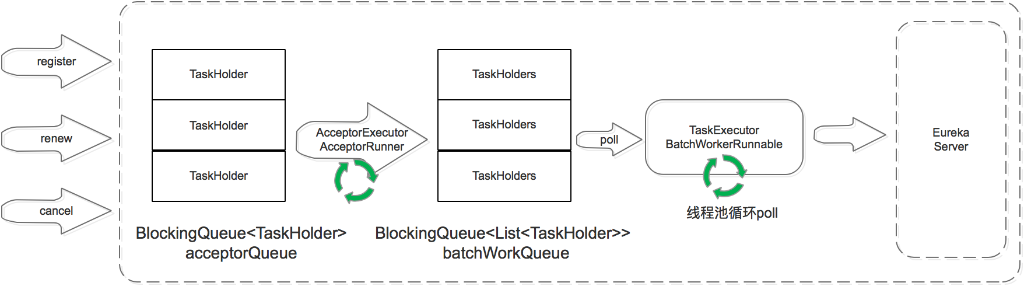 register
renew
cancel
TaskHolder
TaskHolder
TaskHolder
BlockingQueue<TaskHolder>
acceptorQueue
AcceptorExecutor
AcceptorRunner
TaskHolders
TaskHolders
TaskHolders
BlockingQueue<List<TaskHolder>>
batchWorkQueue
poll
TaskExecutor
BatchWorkerRunnable
线程池循环poll
Eureka
Server